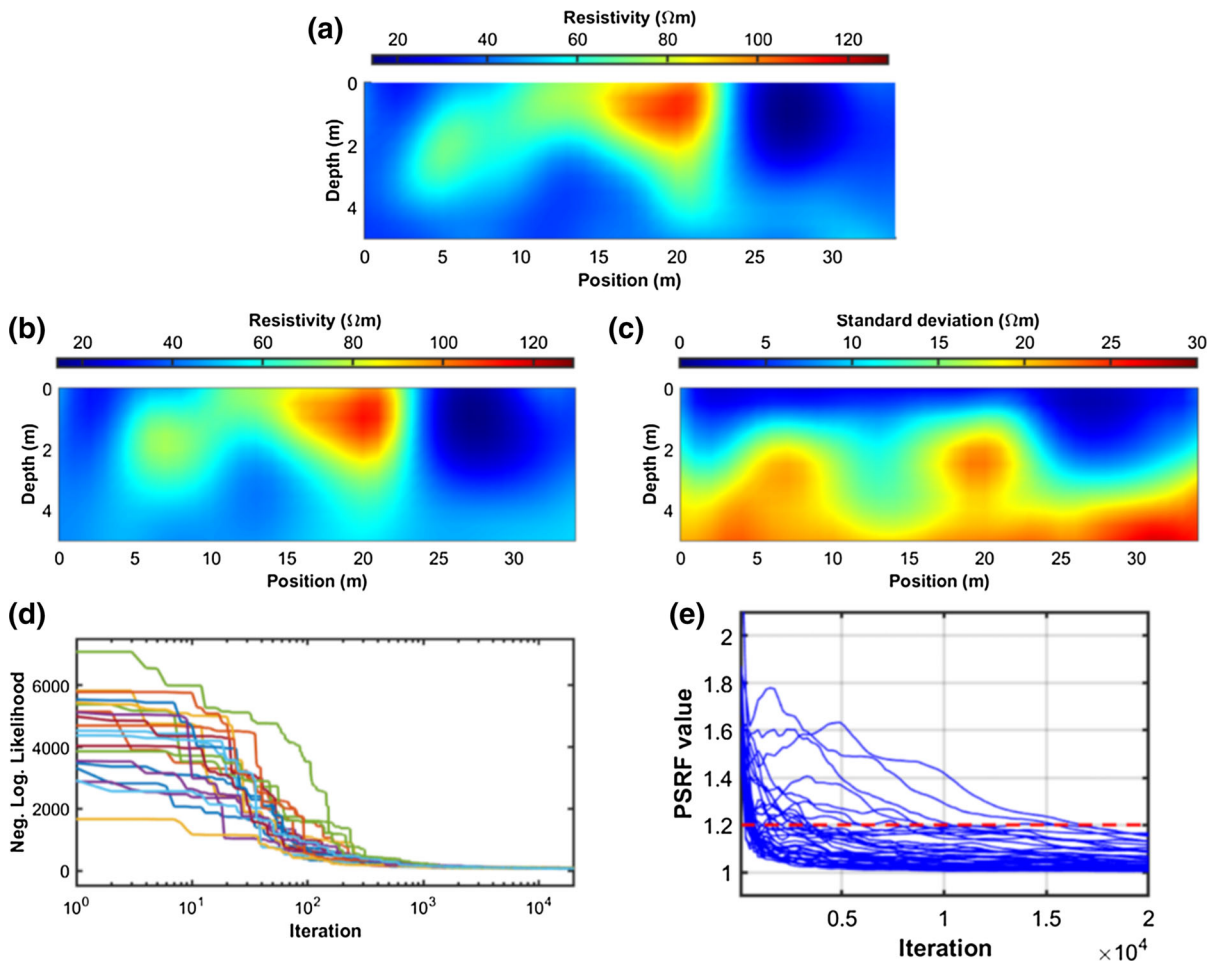 (a)
Resistivity (Ωm)
20 40 60 80 100 120
0
2
4
Depth (m)
0 5 10 15 20 25 30
Position (m)
(b)
Resistivity (Ωm)
20 40 60 80 100 120
0
2
4
Depth (m)
0 5 10 15 20 25 30
Position (m)
(c)
Standard deviation (Ωm)
0 5 10 15 20 25 30
0
2
4
Depth (m)
0 5 10 15 20 25 30
Position (m)
(d)
6000
4000
2000
0
Neg. Log. Likelihood
10⁰ 10¹ 10² 10³ 10⁴
Iteration
(e)
2
1.8
1.6
1.4
1.2
1
PSRF value
0.5 1 1.5 2
Iteration
×10⁴